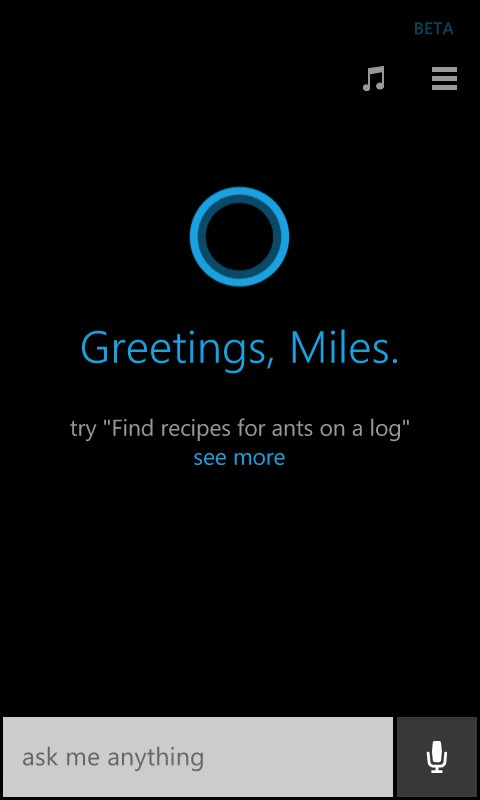 BETA
Greetings, Miles.
try "Find recipes for ants on a log"
see more
ask me anything